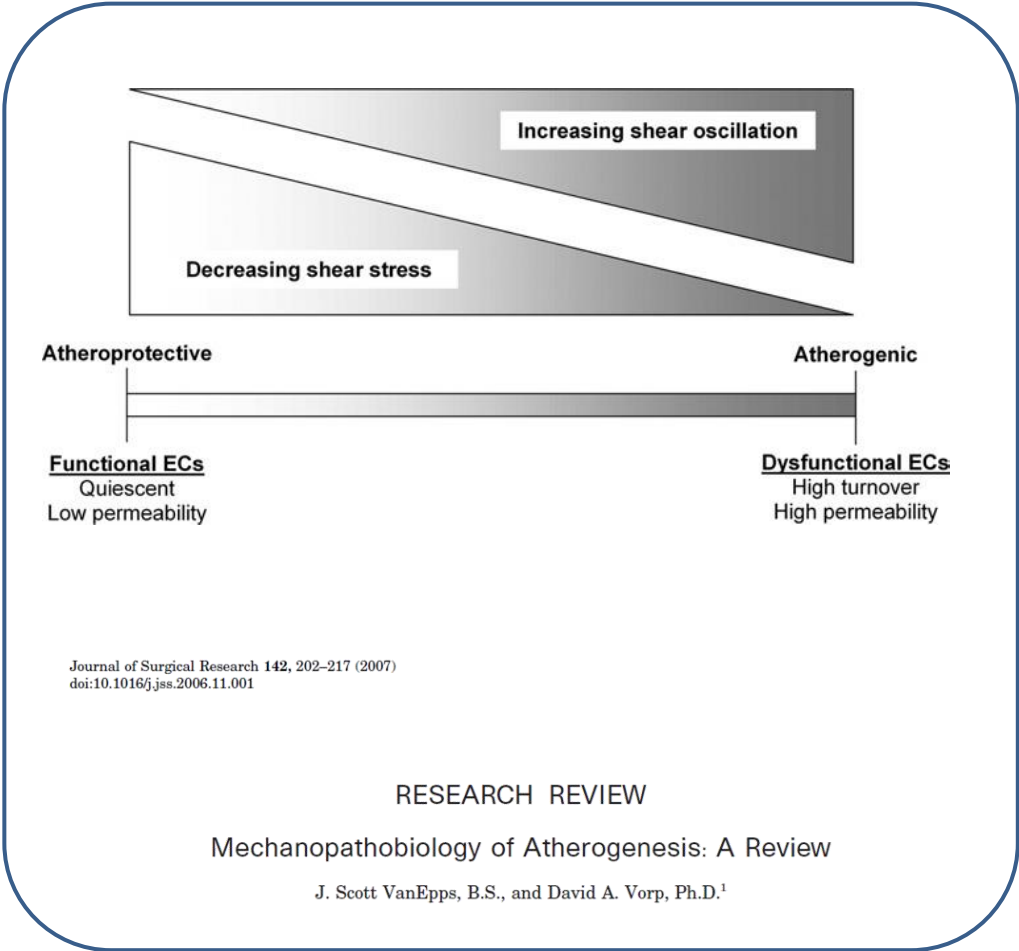 Increasing shear oscillation
Decreasing shear stress
Atheroprotective
Atherogenic
Functional ECs
Quiescent
Low permeability
Dysfunctional ECs
High turnover
High permeability
Journal of Surgical Research 142, 202–217 (2007)
doi:10.1016/j.jss.2006.11.001
RESEARCH REVIEW
Mechanopathobiology of Atherogenesis: A Review
J. Scott VanEpps, B.S., and David A. Vorp, Ph.D.¹